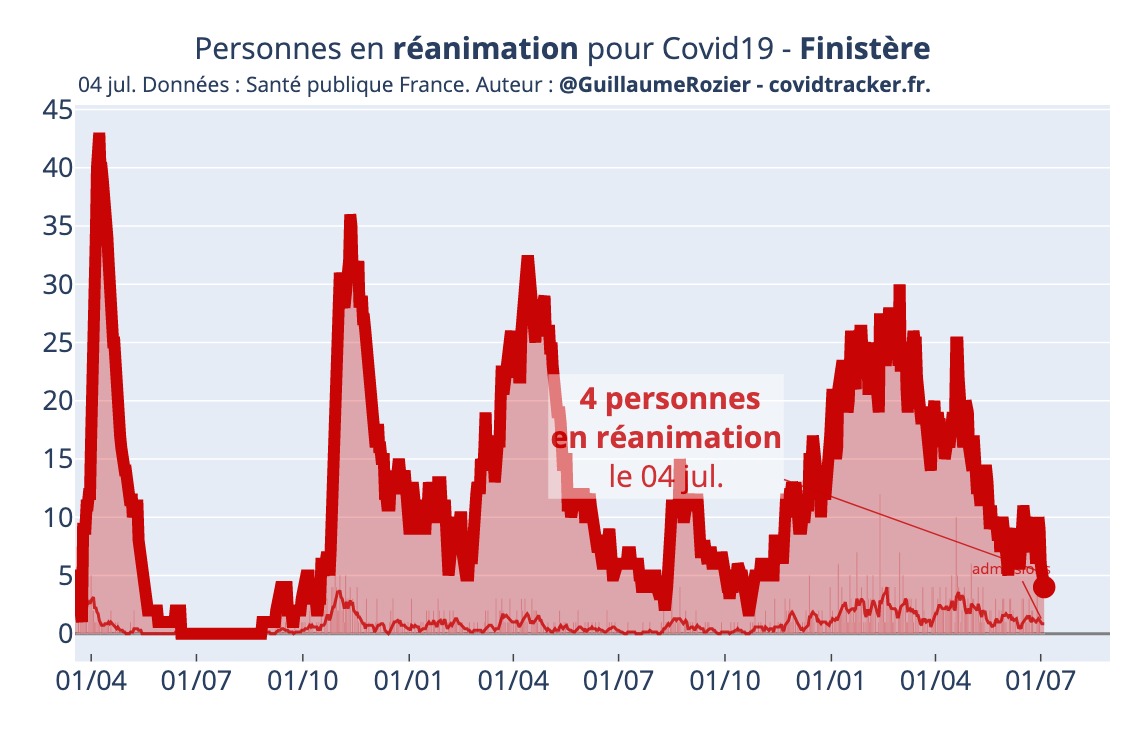 Personnes en réanimation pour Covid19 - Finistère
04 jul. Données : Santé publique France. Auteur : @GuillaumeRozier - covidtracker.fr.
45
40
35
30
25
20
15
10
5
0
4 personnes
en réanimation
le 04 jul.
admissions
01/04 01/07 01/10 01/01 01/04 01/07 01/10 01/01 01/04 01/07